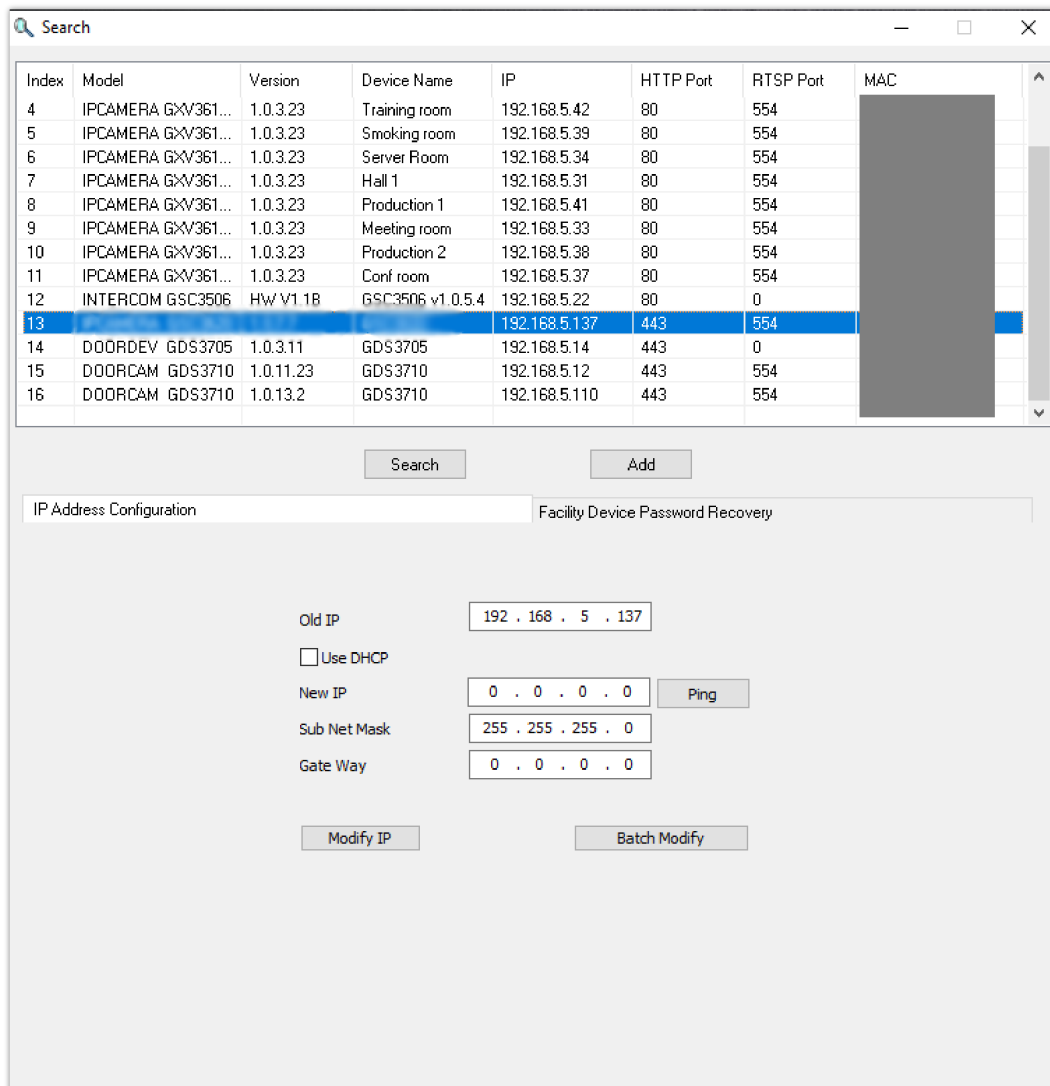 Search
Index Model Version Device Name IP HTTP Port RTSP Port MAC
4 IPCAMERA GXV361... 1.0.3.23 Training room 192.168.5.42 80 554
5 IPCAMERA GXV361... 1.0.3.23 Smoking room 192.168.5.39 80 554
6 IPCAMERA GXV361... 1.0.3.23 Server Room 192.168.5.34 80 554
7 IPCAMERA GXV361... 1.0.3.23 Hall 1 192.168.5.31 80 554
8 IPCAMERA GXV361... 1.0.3.23 Production 1 192.168.5.41 80 554
9 IPCAMERA GXV361... 1.0.3.23 Meeting room 192.168.5.33 80 554
10 IPCAMERA GXV361... 1.0.3.23 Production 2 192.168.5.38 80 554
11 IPCAMERA GXV361... 1.0.3.23 Conf room 192.168.5.37 80 554
12 INTERCOM GSC3506 HW V1.1B GSC3506 v1.0.5.4 192.168.5.22 80 0
13 192.168.5.137 443 554
14 DOORDEV GDS3705 1.0.3.11 GDS3705 192.168.5.14 443 0
15 DOORCAM GDS3710 1.0.11.23 GDS3710 192.168.5.12 443 554
16 DOORCAM GDS3710 1.0.13.2 GDS3710 192.168.5.110 443 554
Search Add
IP Address Configuration Facility Device Password Recovery
Old IP 192 . 168 . 5 . 137
Use DHCP
New IP 0 . 0 . 0 . 0 Ping
Sub Net Mask 255 . 255 . 255 . 0
Gate Way 0 . 0 . 0 . 0
Modify IP Batch Modify